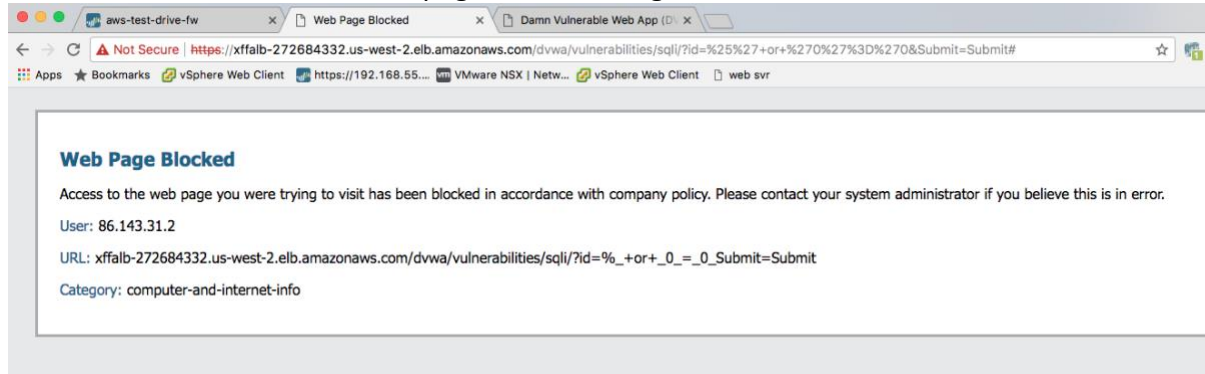 aws-test-drive-fw × Web Page Blocked × Damn Vulnerable Web App (D ×
Not Secure | https://xffalb-272684332.us-west-2.elb.amazonaws.com/dvwa/vulnerabilities/sqli/?id=%25%27+or+%270%27%3D%270&Submit=Submit#
Apps Bookmarks vSphere Web Client https://192.168.55.... vm VMware NSX | Netw... vSphere Web Client web svr
Web Page Blocked
Access to the web page you were trying to visit has been blocked in accordance with company policy. Please contact your system administrator if you believe this is in error.
User: 86.143.31.2
URL: xffalb-272684332.us-west-2.elb.amazonaws.com/dvwa/vulnerabilities/sqli/?id=%_+or+_0_=_0_Submit=Submit
Category: computer-and-internet-info